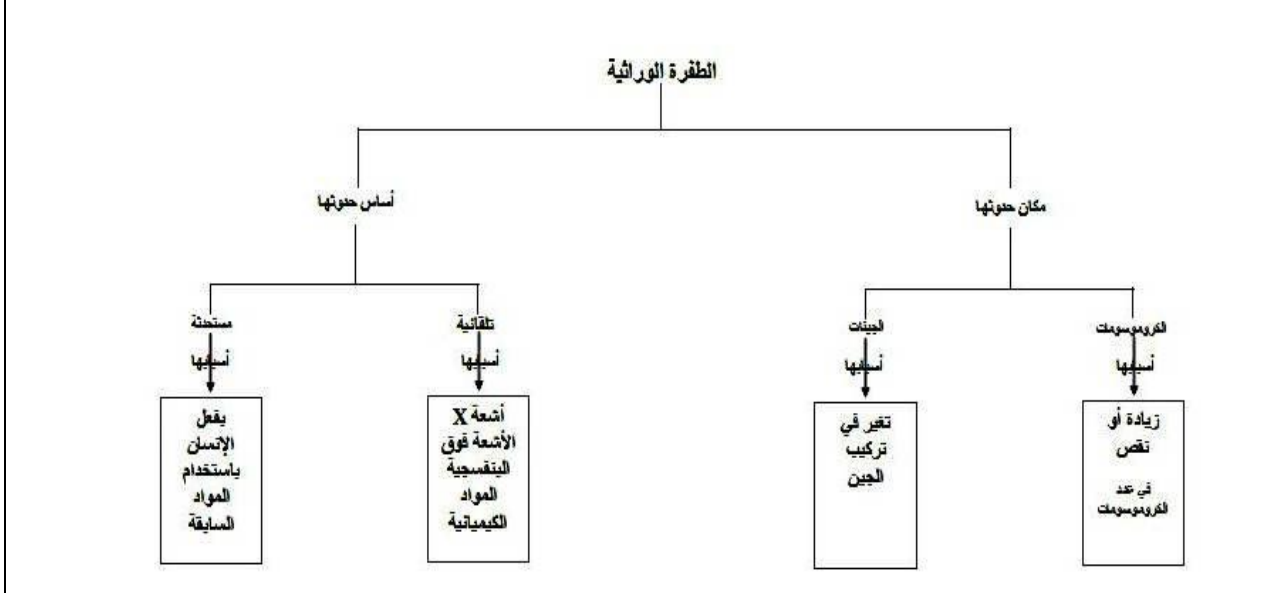 الطفرة الوراثية
مكان حدوثها
أساس حدوثها
الكروموسومات
الجينات
تلقائية
مستحدثة
أسبابها
أسبابها
أسبابها
أسبابها
زيادة أو
نقص
في عدد
الكروموسومات
تغير في
تركيب
الجين
أشعة X
الأشعة فوق
البنفسجية
المواد
الكيميائية
بفعل
الإنسان
باستخدام
المواد
السابقة